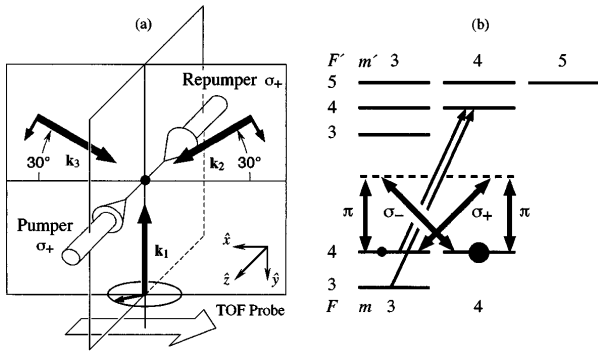 (a)
Repumper σ+
30°
k3
k2
30°
Pumper
σ+
k1
x̂
ẑ
ŷ
TOF Probe
(b)
F′ m′ 3 4 5
5
4
3
π
σ−
σ+
π
4
3
F m 3 4